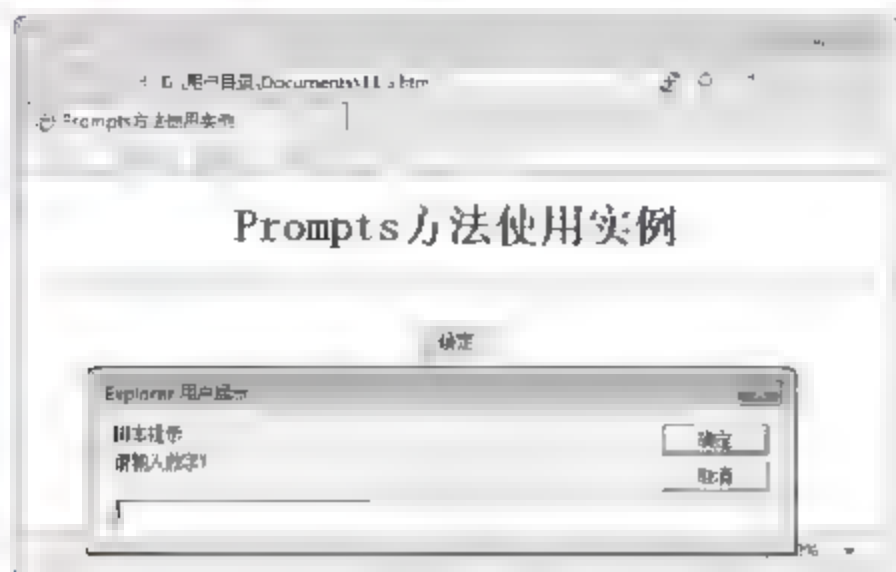 用户目录 Documents
Prompts方法使用实例
Prompts方法使用实例
确定
Explorer 用户提示
脚本提示
确定
请输入数字
取消